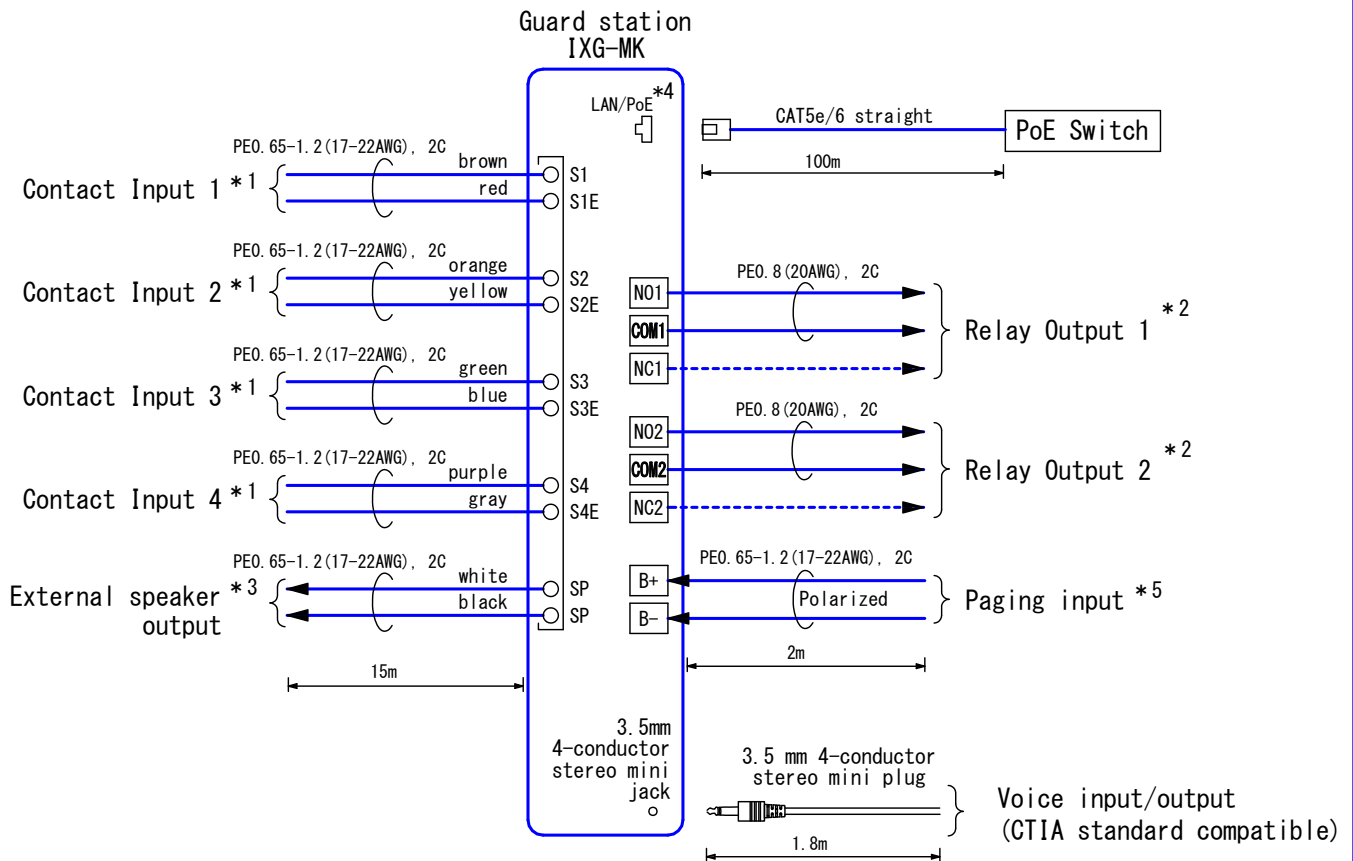 Guard station
IXG-MK
LAN/PoE *4
CAT5e/6 straight
PoE Switch
100m
PE0.65-1.2(17-22AWG), 2C
brown
Contact Input 1 *1
red
S1
S1E
PE0.65-1.2(17-22AWG), 2C
orange
Contact Input 2 *1
yellow
S2
S2E
PE0.65-1.2(17-22AWG), 2C
green
Contact Input 3 *1
blue
S3
S3E
PE0.65-1.2(17-22AWG), 2C
purple
Contact Input 4 *1
gray
S4
S4E
PE0.65-1.2(17-22AWG), 2C
white
External speaker *3
output
black
SP
SP
15m
PE0.8(20AWG), 2C
NO1
COM1
NC1
Relay Output 1 *2
PE0.8(20AWG), 2C
NO2
COM2
NC2
Relay Output 2 *2
PE0.65-1.2(17-22AWG), 2C
B+
Polarized
B-
Paging input *5
2m
3.5mm
4-conductor
stereo mini
jack
3.5 mm 4-conductor
stereo mini plug
Voice input/output
(CTIA standard compatible)
1.8m